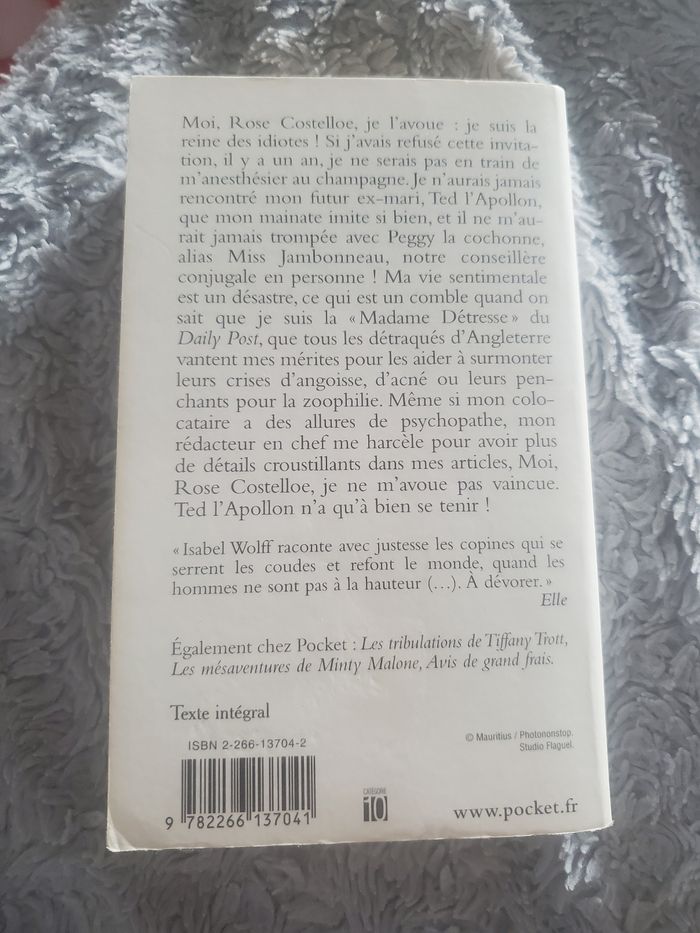 Moi, Rose Costelloe, je l'avoue : je suis la
reine des idiotes ! Si j'avais refusé cette invita-
tion, il y a un an, je ne serais pas en train de
m'anesthésier au champagne. Je n'aurais jamais
rencontré mon futur ex-mari, Ted l'Apollon,
que mon mainate imite si bien, et il ne m'au-
rait jamais trompée avec Peggy la cochonne,
alias Miss Jambonneau, notre conseillère
conjugale en personne ! Ma vie sentimentale
est un désastre, ce qui est un comble quand on
sait que je suis la « Madame Détresse » du
Daily Post, que tous les détraqués d'Angleterre
vantent mes mérites pour les aider à surmonter
leurs crises d'angoisse, d'acné ou leurs pen-
chants pour la zoophilie. Même si mon colo-
cataire a des allures de psychopathe, mon
rédacteur en chef me harcèle pour avoir plus
de détails croustillants dans mes articles, Moi,
Rose Costelloe, je ne m'avoue pas vaincue.
Ted l'Apollon n'a qu'à bien se tenir !
« Isabel Wolff raconte avec justesse les copines qui se
serrent les coudes et refont le monde, quand les
hommes ne sont pas à la hauteur (...). À dévorer. »
Elle
Également chez Pocket : Les tribulations de Tiffany Trott,
Les mésaventures de Minty Malone, Avis de grand frais.
Texte intégral
© Mauritius / Photononstop.
Studio Flaguel.
ISBN 2-266-13704-2
9 782266 137041
CATÉGORIE
10
www.pocket.fr